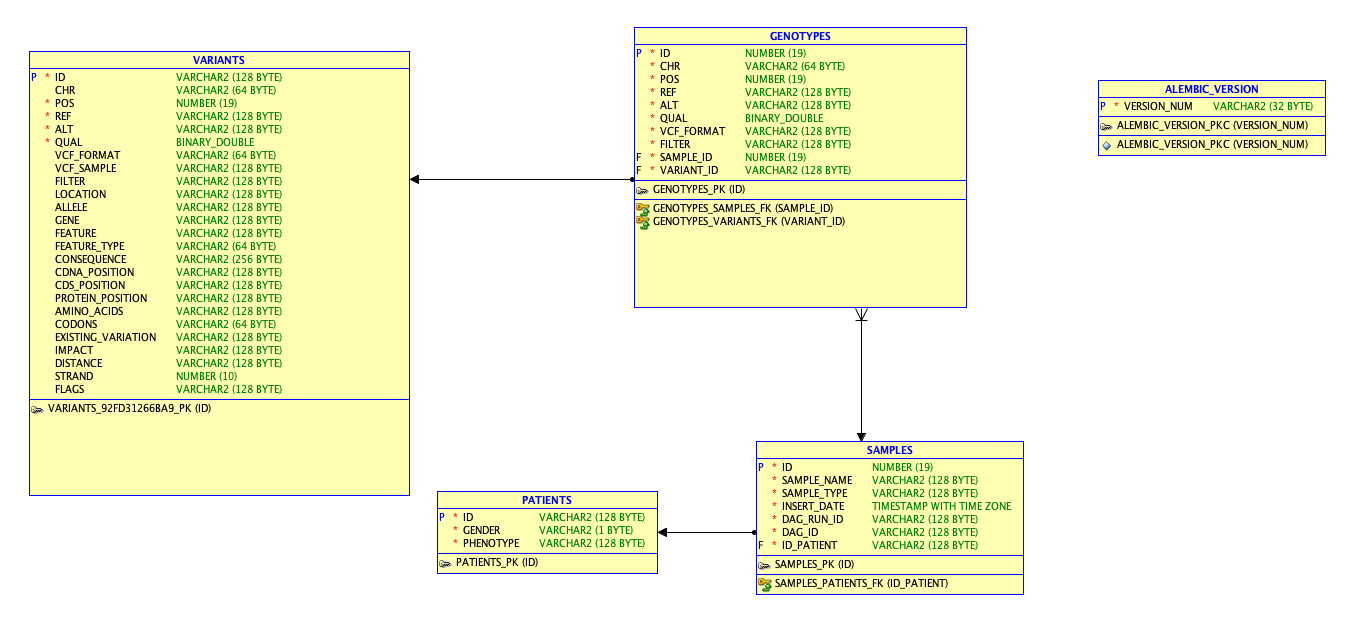 VARIANTS
P * ID VARCHAR2 (128 BYTE)
CHR VARCHAR2 (64 BYTE)
* POS NUMBER (19)
* REF VARCHAR2 (128 BYTE)
* ALT VARCHAR2 (128 BYTE)
* QUAL BINARY_DOUBLE
VCF_FORMAT VARCHAR2 (64 BYTE)
VCF_SAMPLE VARCHAR2 (128 BYTE)
FILTER VARCHAR2 (128 BYTE)
LOCATION VARCHAR2 (128 BYTE)
ALLELE VARCHAR2 (128 BYTE)
GENE VARCHAR2 (128 BYTE)
FEATURE VARCHAR2 (128 BYTE)
FEATURE_TYPE VARCHAR2 (64 BYTE)
CONSEQUENCE VARCHAR2 (256 BYTE)
CDNA_POSITION VARCHAR2 (128 BYTE)
CDS_POSITION VARCHAR2 (128 BYTE)
PROTEIN_POSITION VARCHAR2 (128 BYTE)
AMINO_ACIDS VARCHAR2 (128 BYTE)
CODONS VARCHAR2 (64 BYTE)
EXISTING_VARIATION VARCHAR2 (128 BYTE)
IMPACT VARCHAR2 (128 BYTE)
DISTANCE VARCHAR2 (128 BYTE)
STRAND NUMBER (10)
FLAGS VARCHAR2 (128 BYTE)
VARIANTS_92FD31266BA9_PK (ID)
GENOTYPES
P * ID NUMBER (19)
* CHR VARCHAR2 (64 BYTE)
* POS NUMBER (19)
* REF VARCHAR2 (128 BYTE)
* ALT VARCHAR2 (128 BYTE)
* QUAL BINARY_DOUBLE
* VCF_FORMAT VARCHAR2 (128 BYTE)
* FILTER VARCHAR2 (128 BYTE)
F * SAMPLE_ID NUMBER (19)
F * VARIANT_ID VARCHAR2 (128 BYTE)
GENOTYPES_PK (ID)
GENOTYPES_SAMPLES_FK (SAMPLE_ID)
GENOTYPES_VARIANTS_FK (VARIANT_ID)
ALEMBIC_VERSION
P * VERSION_NUM VARCHAR2 (32 BYTE)
ALEMBIC_VERSION_PKC (VERSION_NUM)
ALEMBIC_VERSION_PKC (VERSION_NUM)
PATIENTS
P * ID VARCHAR2 (128 BYTE)
* GENDER VARCHAR2 (1 BYTE)
* PHENOTYPE VARCHAR2 (128 BYTE)
PATIENTS_PK (ID)
SAMPLES
P * ID NUMBER (19)
* SAMPLE_NAME VARCHAR2 (128 BYTE)
* SAMPLE_TYPE VARCHAR2 (128 BYTE)
* INSERT_DATE TIMESTAMP WITH TIME ZONE
* DAG_RUN_ID VARCHAR2 (128 BYTE)
* DAG_ID VARCHAR2 (128 BYTE)
F * ID_PATIENT VARCHAR2 (128 BYTE)
SAMPLES_PK (ID)
SAMPLES_PATIENTS_FK (ID_PATIENT)